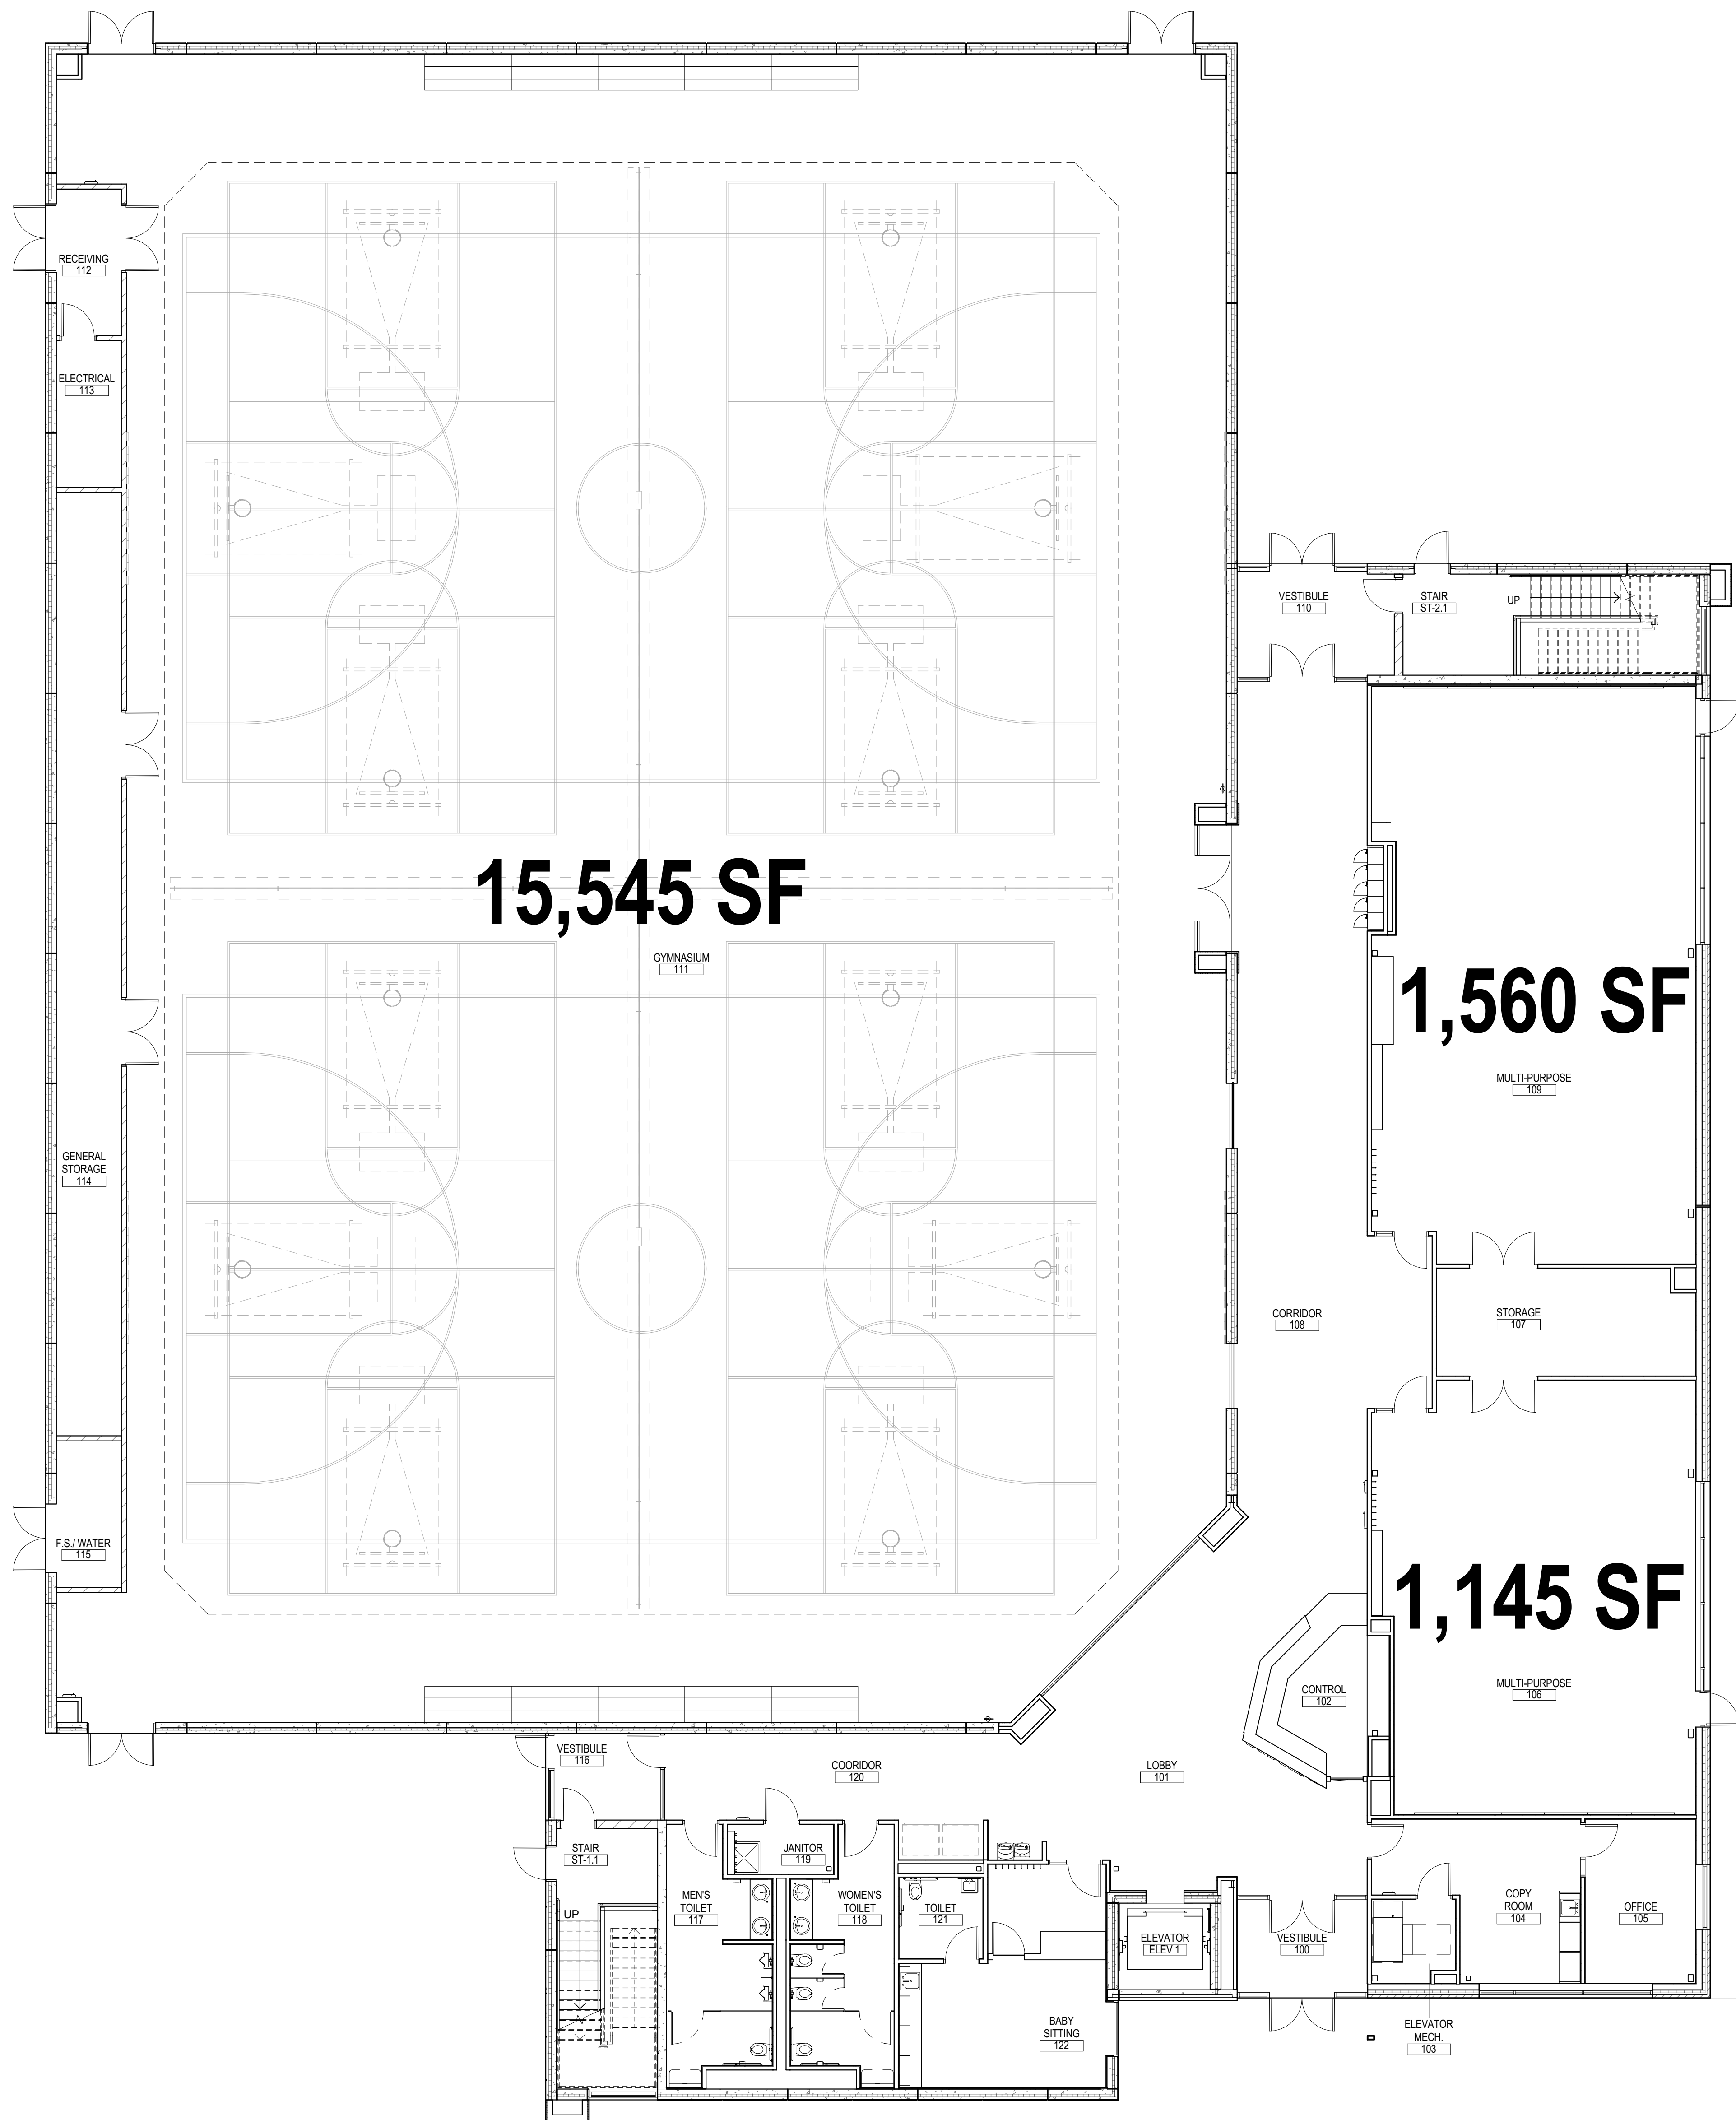 RECEIVING
112
ELECTRICAL
113
VESTIBULE
110
STAIR
ST-2.1
UP
15,545 SF
GYMNASIUM
111
1,560 SF
MULTI-PURPOSE
109
GENERAL
STORAGE
114
CORRIDOR
108
STORAGE
107
F.S./ WATER
115
1,145 SF
MULTI-PURPOSE
106
CONTROL
102
VESTIBULE
116
COORIDOR
120
LOBBY
101
STAIR
ST-1.1
JANITOR
119
MEN'S
TOILET
117
WOMEN'S
TOILET
118
TOILET
121
UP
ELEVATOR
ELEV 1
VESTIBULE
100
COPY
ROOM
104
OFFICE
105
BABY
SITTING
122
ELEVATOR
MECH.
103